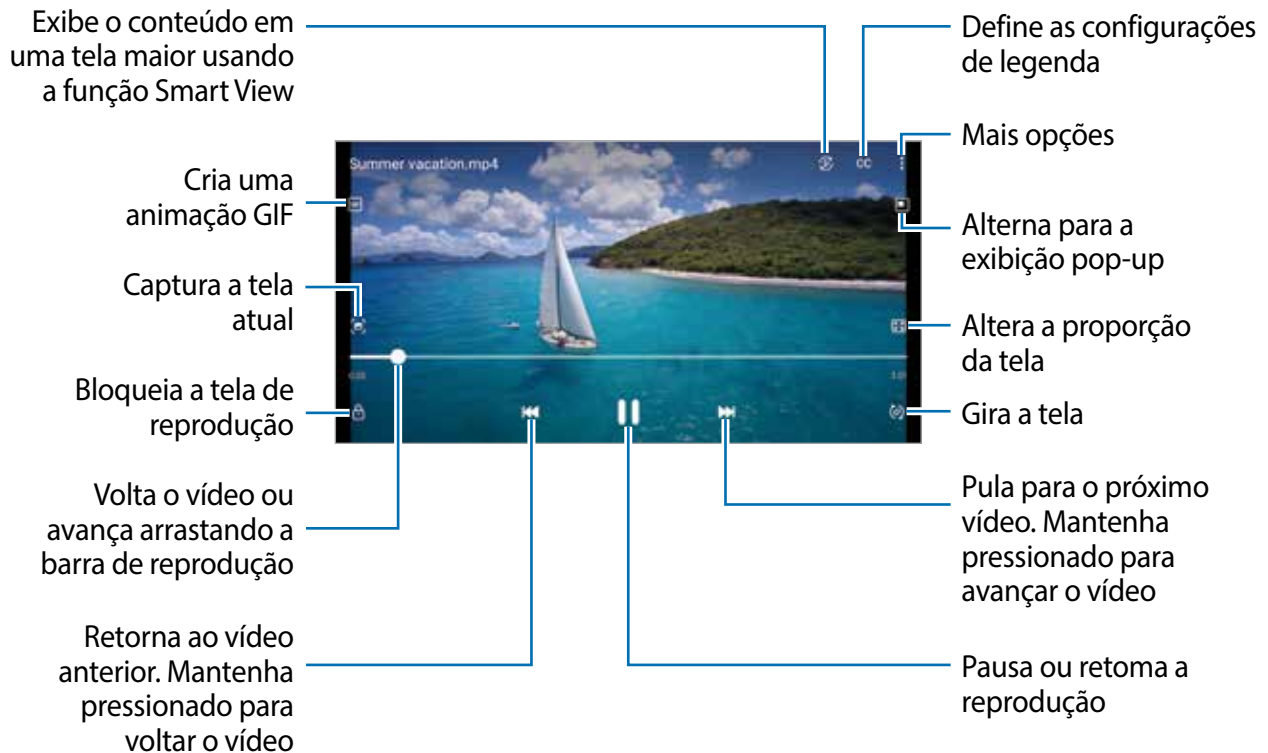 Exibe o conteúdo em
uma tela maior usando
a função Smart View
Define as configurações
de legenda
Mais opções
Summer vacation.mp4
CC
Cria uma
animação GIF
Alterna para a
exibição pop-up
Captura a tela
atual
Altera a proporção
da tela
Bloqueia a tela de
reprodução
Gira a tela
Volta o vídeo ou
avança arrastando a
barra de reprodução
Pula para o próximo
vídeo. Mantenha
pressionado para
avançar o vídeo
Retorna ao vídeo
anterior. Mantenha
pressionado para
voltar o vídeo
Pausa ou retoma a
reprodução